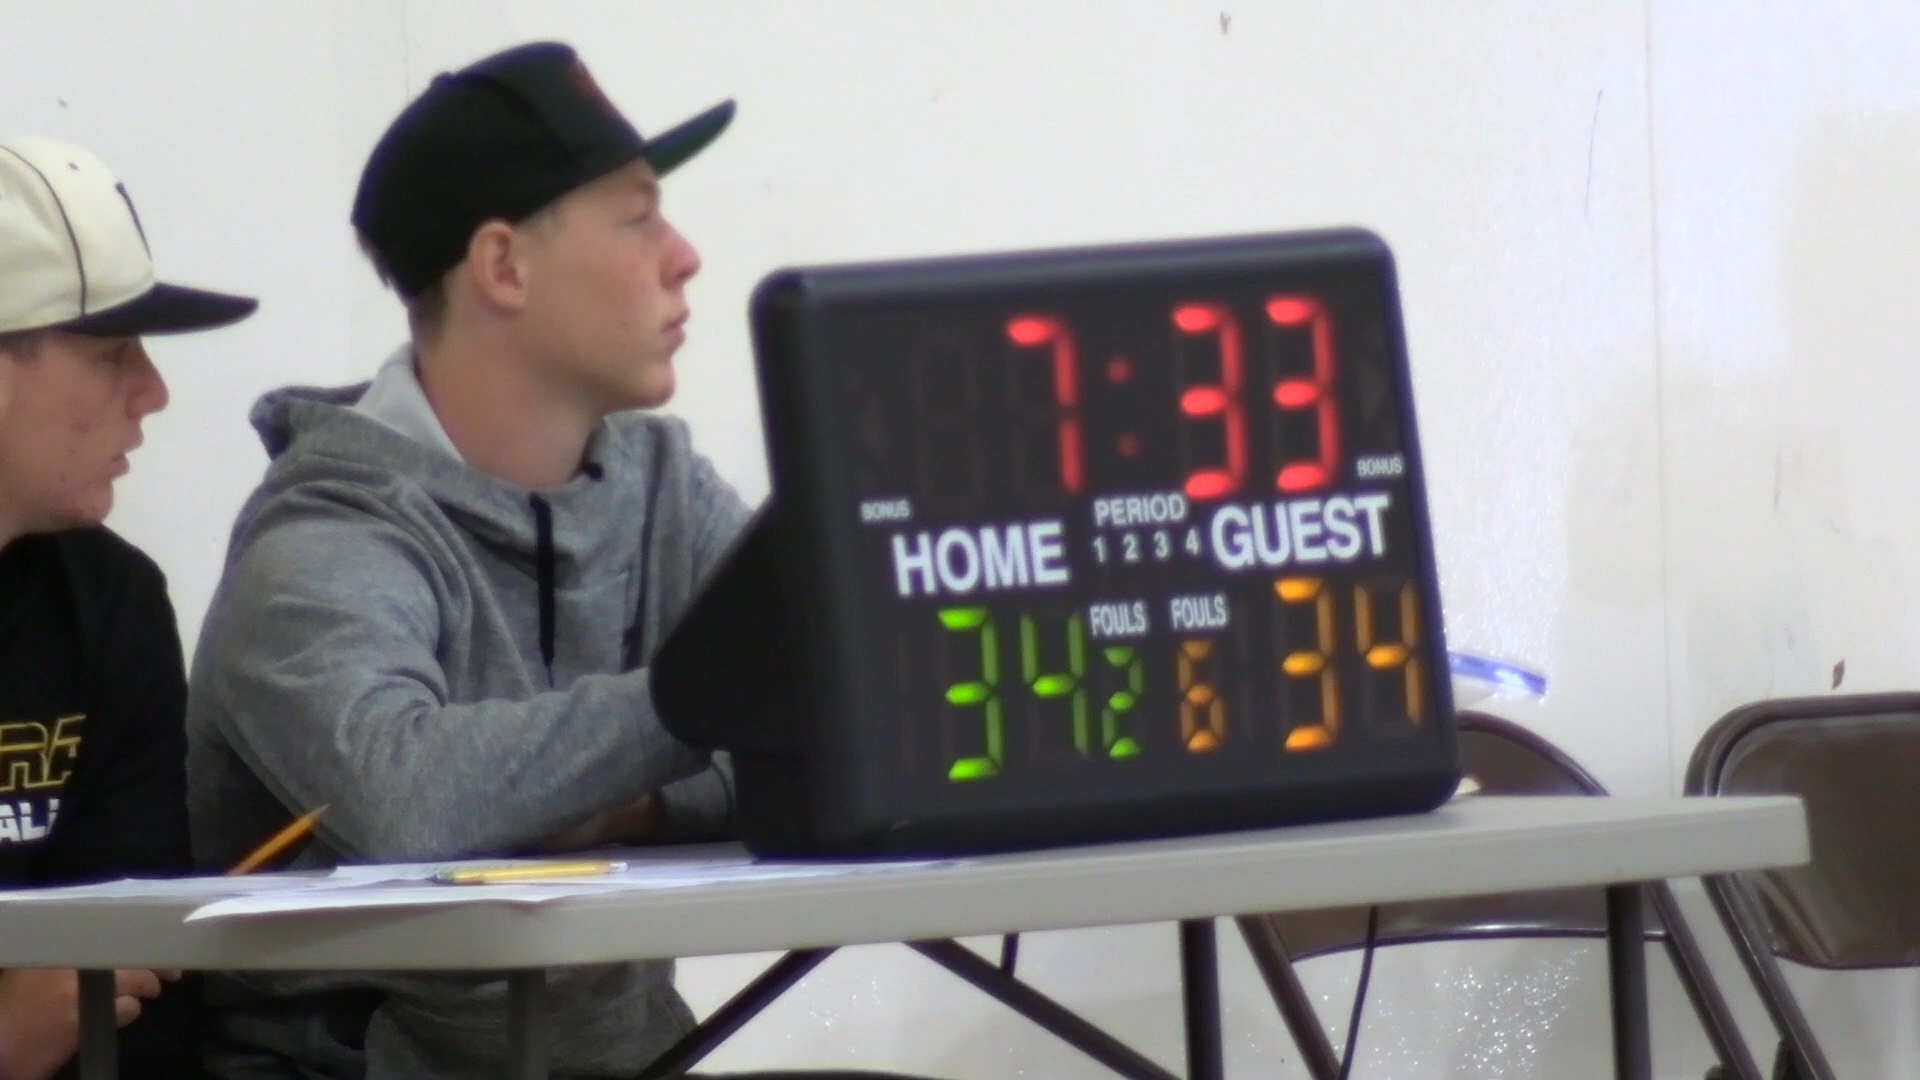 7:33
BONUS
BONUS
PERIOD
HOME 1 2 3 4 GUEST
FOULS FOULS
34 2 6 34